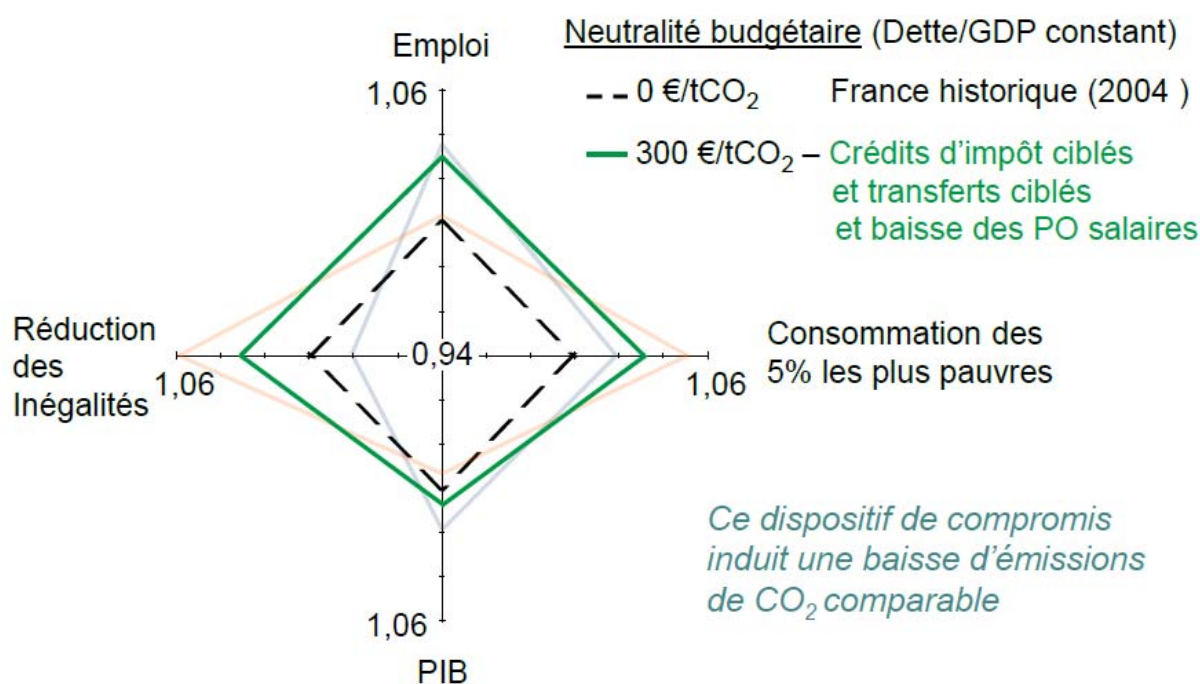 Emploi
Neutralité budgétaire (Dette/GDP constant)
1,06
0 €/tCO₂ France historique (2004 )
300 €/tCO₂ – Crédits d'impôt ciblés
et transferts ciblés
et baisse des PO salaires
Réduction
des
Inégalités
1,06
0,94
1,06
Consommation des
5% les plus pauvres
Ce dispositif de compromis
induit une baisse d'émissions
de CO₂ comparable
1,06
PIB